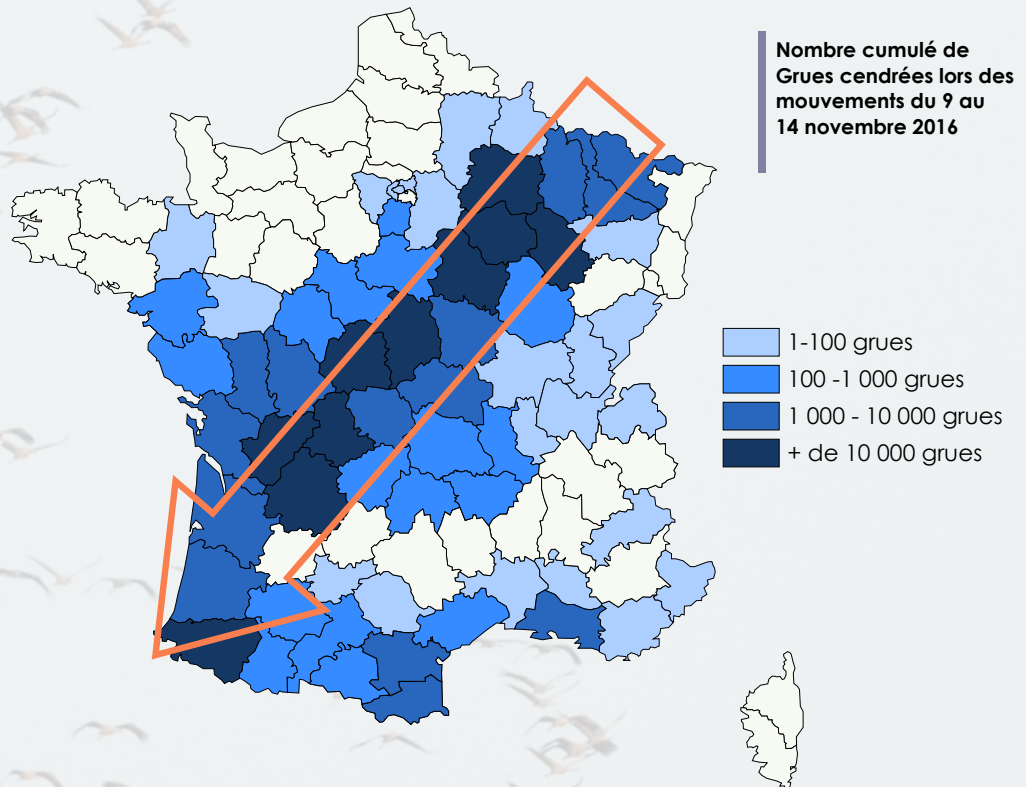 Nombre cumulé de
Grues cendrées lors des
mouvements du 9 au
14 novembre 2016
1-100 grues
100 -1 000 grues
1 000 - 10 000 grues
+ de 10 000 grues